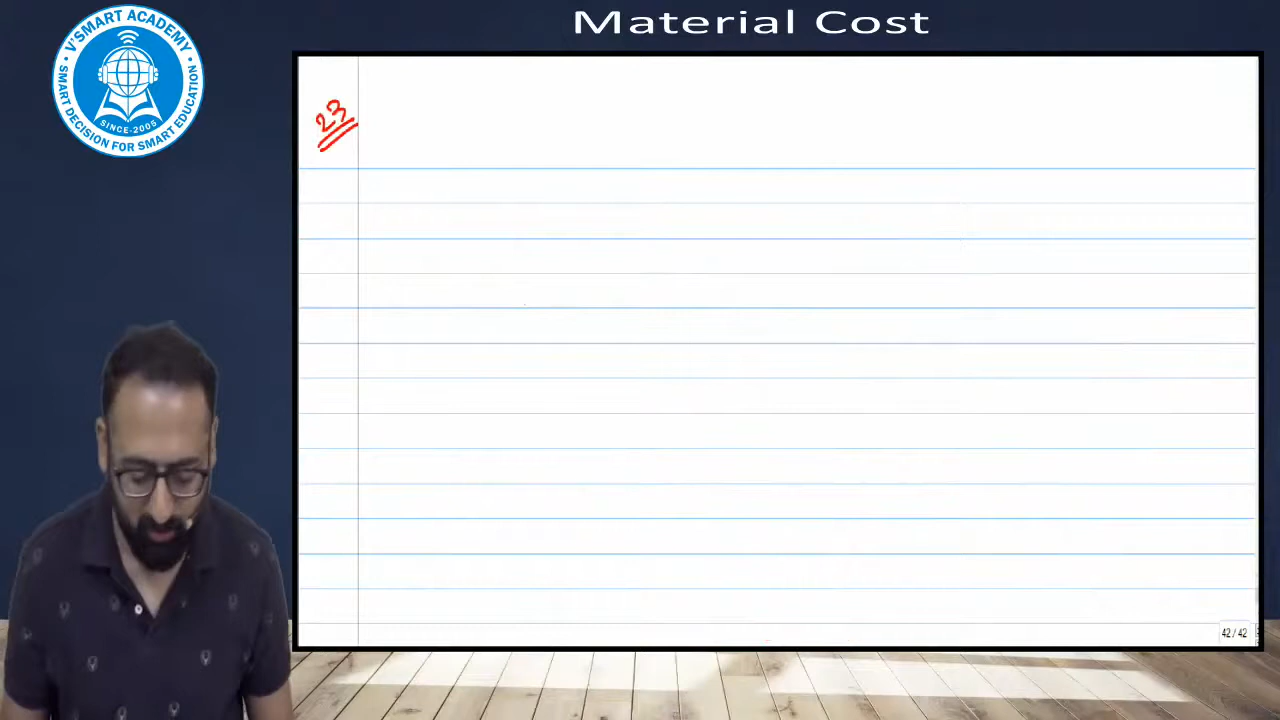 Material Cost
V'SMART ACADEMY
SINCE-2005
SMART DECISION FOR SMART EDUCATION
23
42 / 42